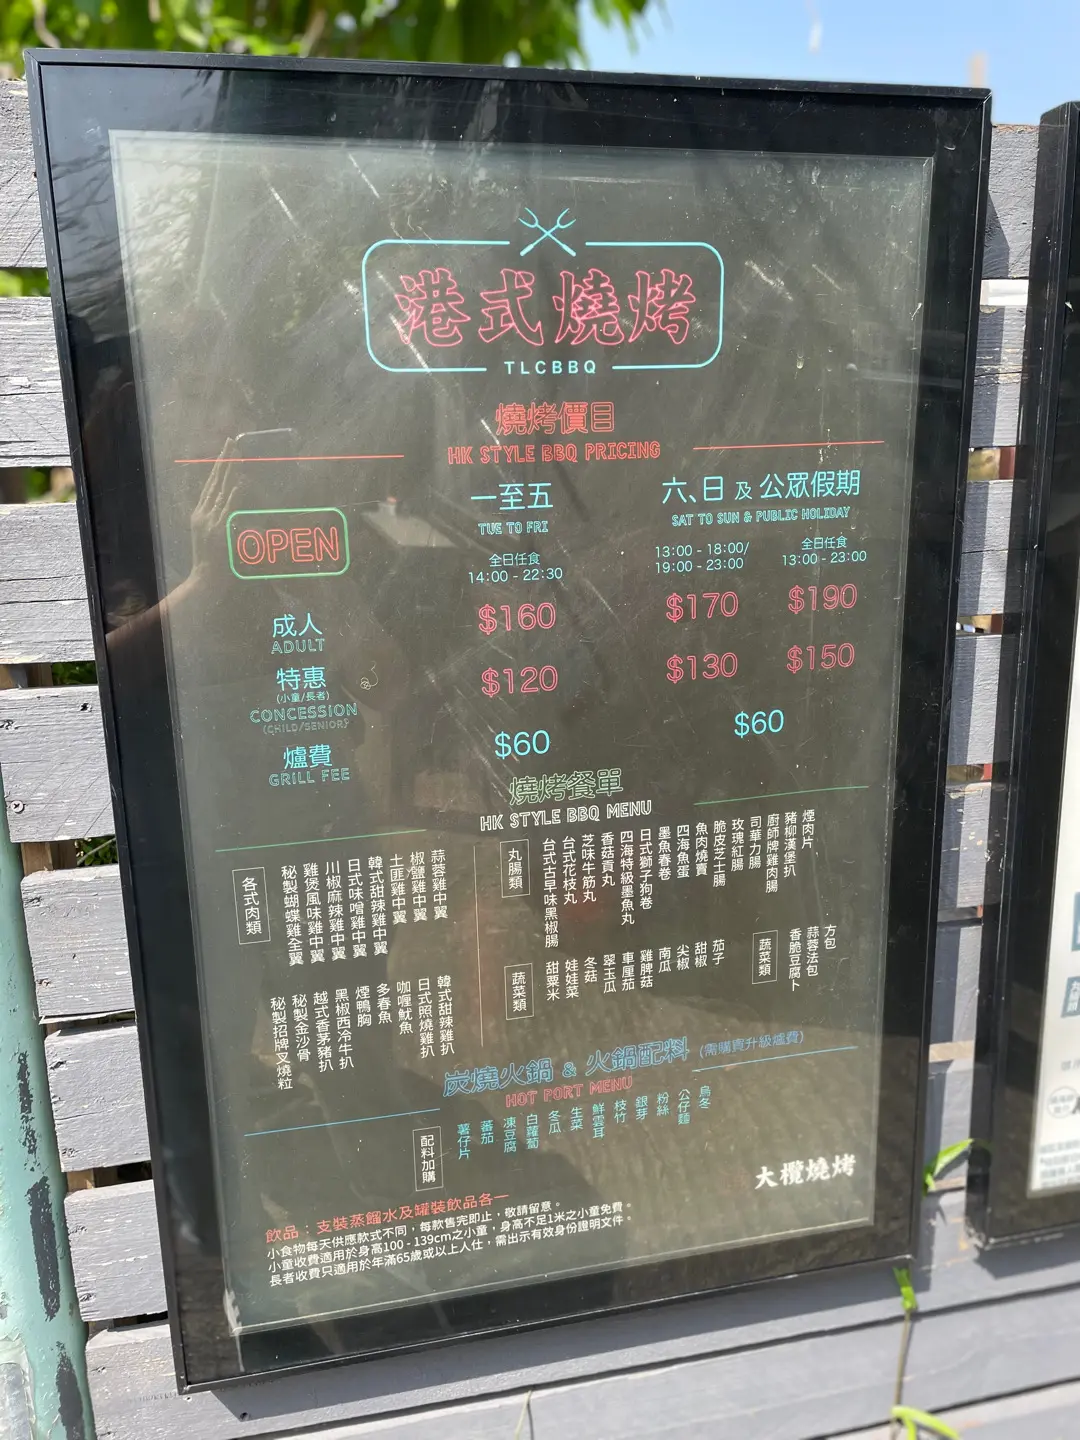 港式燒烤
TLCBBQ
燒烤價目
HK STYLE BBQ PRICING
一至五
TUE TO FRI
六、日 及 公眾假期
SAT TO SUN & PUBLIC HOLIDAY
OPEN
全日任食
14:00 - 22:30
13:00 - 18:00/
19:00 - 23:00
全日任食
13:00 - 23:00
成人
ADULT
$160
$170
$190
特惠
(小童/長者)
CONCESSION
(CHILD/SENIOR)
$120
$130
$150
爐費
GRILL FEE
$60
$60
燒烤餐單
HK STYLE BBQ MENU
各式肉類
蒜蓉雞中翼
椒鹽雞中翼
土匪雞中翼
韓式甜辣雞中翼
日式味噌雞中翼
川椒麻辣雞中翼
雞煲風味雞中翼
秘製蝴蝶雞全翼
韓式甜辣雞扒
日式照燒雞扒
咖喱魷魚
多春魚
煙鴨胸
黑椒西冷牛扒
越式香茅豬扒
秘製金沙骨
秘製招牌叉燒粒
丸腸類
煙肉片
豬柳漢堡扒
廚師牌雞肉腸
司華力腸
玫瑰紅腸
脆皮芝士腸
魚肉燒賣
四海魚蛋
墨魚春卷
日式獅子狗卷
四海特級墨魚丸
香菇貢丸
芝味牛筋丸
台式花枝丸
台式古早味黑椒腸
蔬菜類
方包
蒜蓉法包
香脆豆腐卜
蔬菜類
茄子
甜椒
尖椒
南瓜
雞脾菇
車厘茄
翠玉瓜
冬菇
娃娃菜
甜粟米
炭燒火鍋 & 火鍋配料 (需購買升級爐費)
HOT PORT MENU
配料加購
烏冬
公仔麵
粉絲
銀芽
枝竹
鮮雲耳
生菜
冬瓜
白蘿蔔
凍豆腐
蕃茄
薯仔片
大欖燒烤
飲品：支裝蒸餾水及罐裝飲品各一
小食物每天供應款式不同，每款售完即止，敬請留意。
小童收費適用於身高100 - 139cm之小童，身高不足1米之小童免費。
長者收費只適用於年滿65歲或以上人仕，需出示有效身份證明文件。